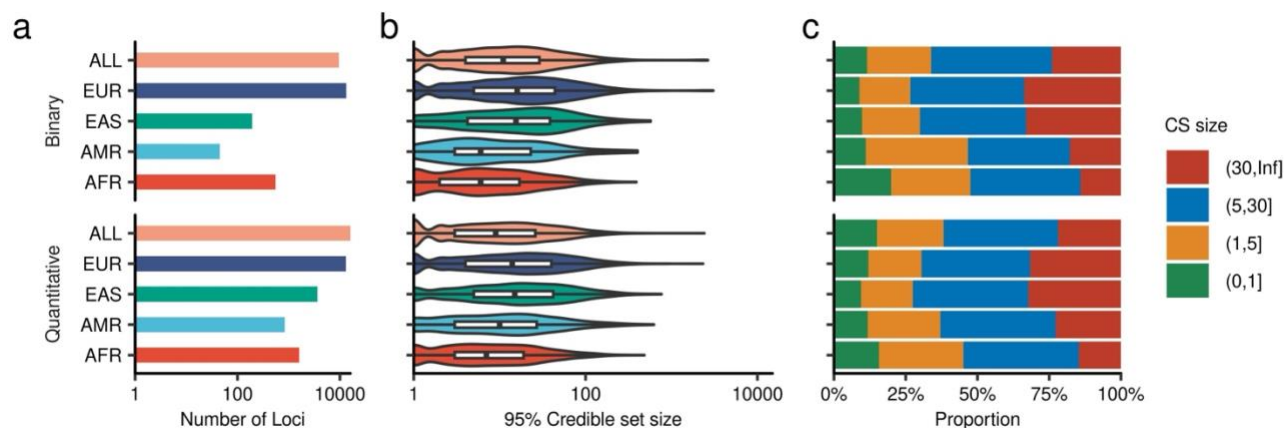 a
b
c
Binary
ALL
EUR
EAS
AMR
AFR
Quantitative
ALL
EUR
EAS
AMR
AFR
1 100 10000
Number of Loci
1 100 10000
95% Credible set size
0% 25% 50% 75% 100%
Proportion
CS size
(30,Inf]
(5,30]
(1,5]
(0,1]